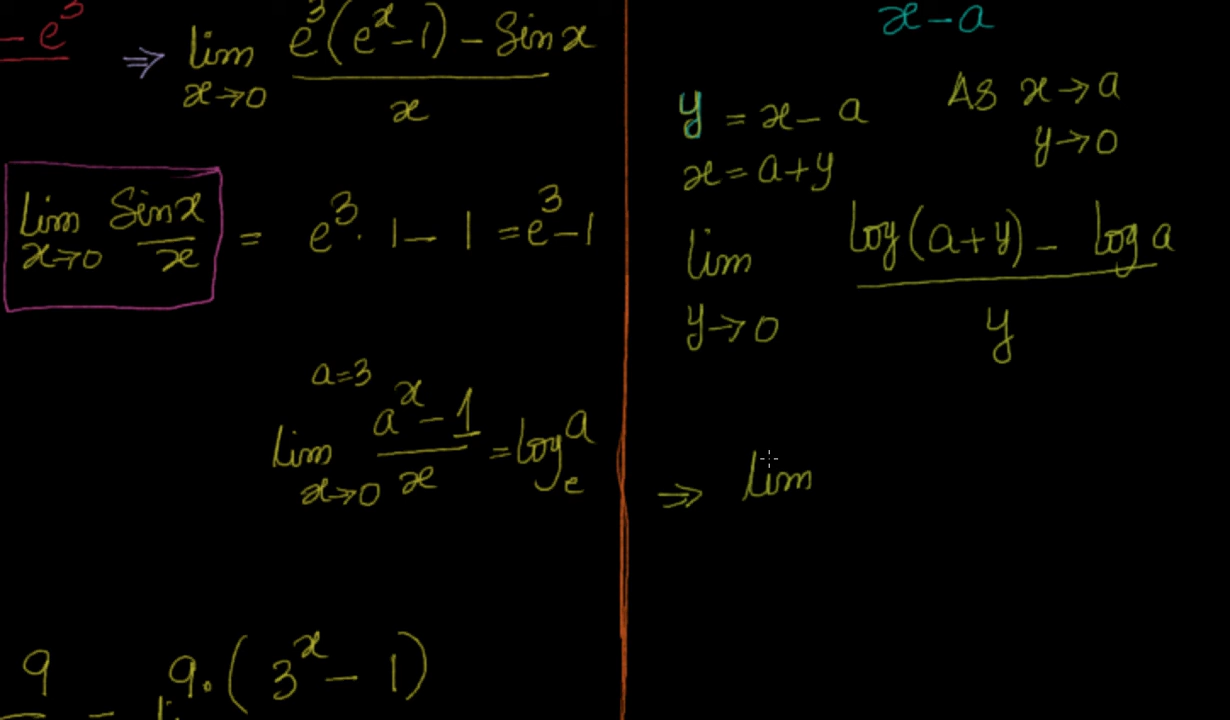 - e³
⇒ lim x→0 (e³(eˣ-1) - Sin x) / x
lim x→0 Sin x / x = e³. 1 - 1 = e³-1
a=3
lim x→0 (aˣ - 1) / x = logₑ a
9
9. (3ˣ - 1)
=
x - a
y = x - a As x→a
x = a+y y→0
lim y→0 (log(a+y) - log a) / y
⇒ lim